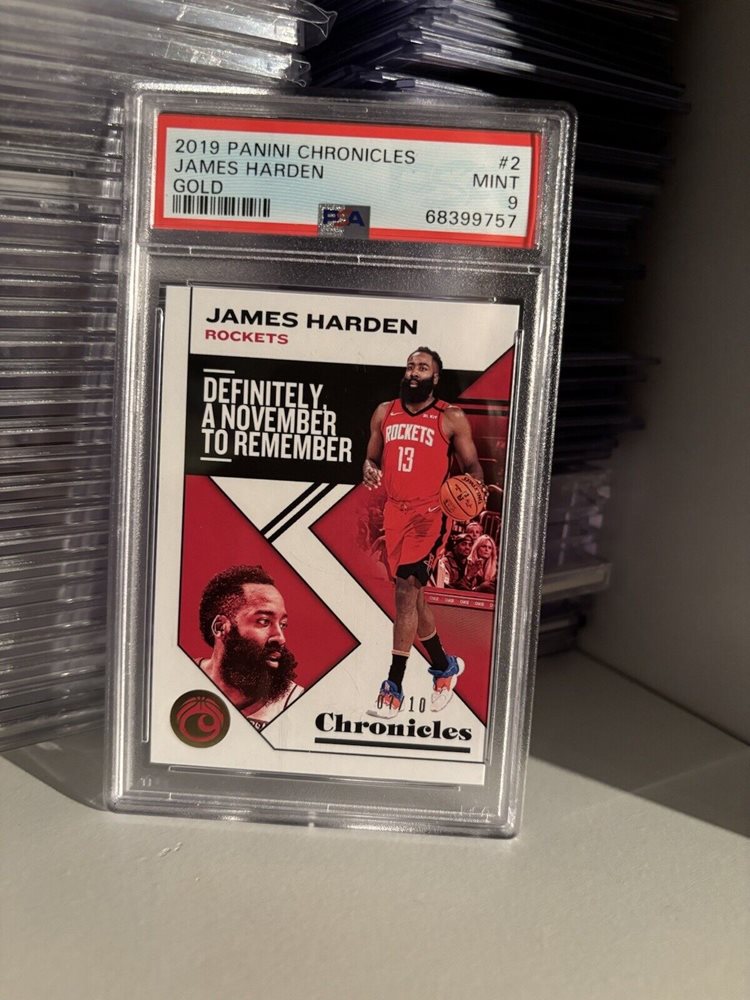 2019 PANINI CHRONICLES #2
JAMES HARDEN MINT
GOLD 9
PSA 68399757
JAMES HARDEN
ROCKETS
DEFINITELY,
A NOVEMBER
TO REMEMBER
ROCKETS
13
Chronicles